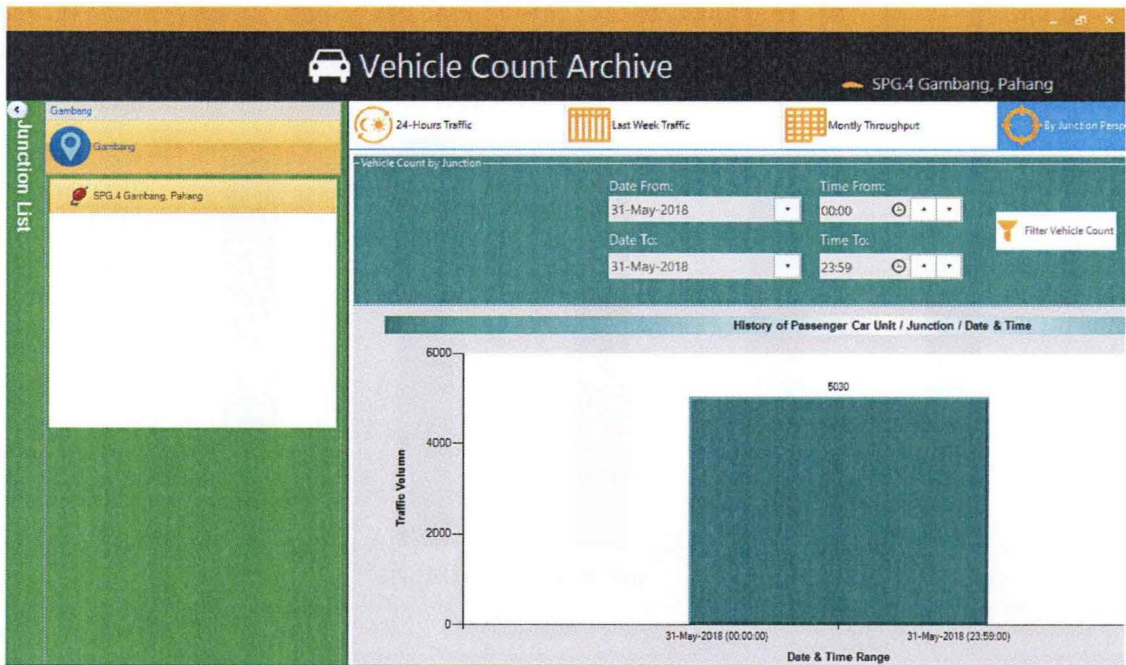 Vehicle Count Archive
SPG.4 Gambang, Pahang
Junction List
Gambang
Gambang
SPG.4 Gambang, Pahang
24-Hours Traffic
Last Week Traffic
Montly Throughput
By Junction Persp
Vehicle Count by Junction
Date From:
Time From:
31-May-2018
00:00
Date To:
Time To:
31-May-2018
23:59
Filter Vehicle Count
History of Passenger Car Unit / Junction / Date & Time
6000
5030
4000
2000
0
Traffic Volumn
31-May-2018 (00:00:00)
31-May-2018 (23:59:00)
Date & Time Range